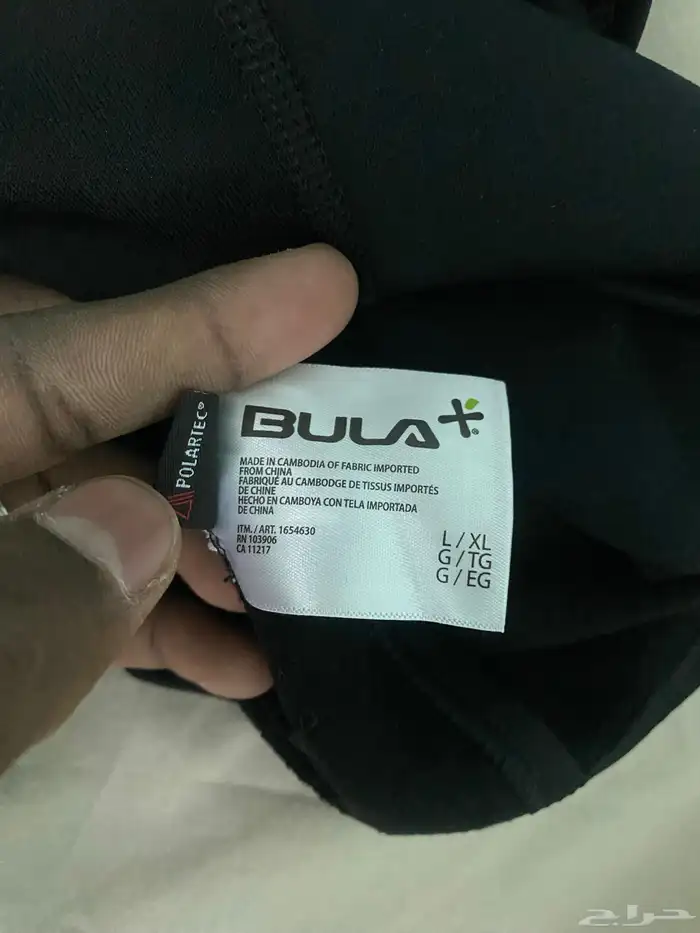 POLARTEC®
BULA
®
MADE IN CAMBODIA OF FABRIC IMPORTED
FROM CHINA
FABRIQUÉ AU CAMBODGE DE TISSUS IMPORTÉS
DE CHINE
HECHO EN CAMBOYA CON TELA IMPORTADA
DE CHINA
ITM. / ART. 1654630
RN 103906
CA 11217
L / XL
G / TG
G / EG
حراج